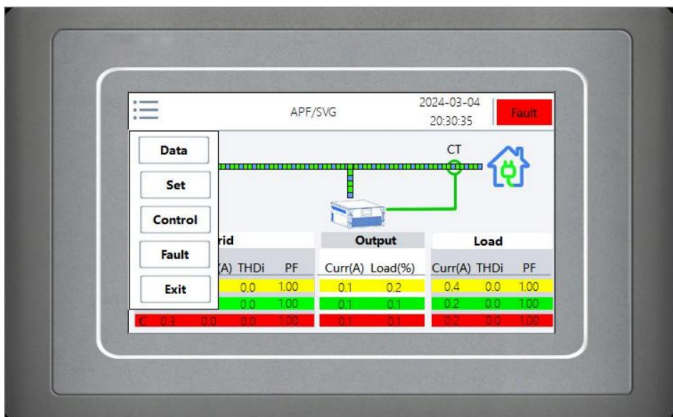 APF/SVG
2024-03-04
20:30:35
Fault
Data
Set
Control
Fault
Exit
CT
rid
Output
Load
(A) THDi PF
Curr(A) Load(%)
Curr(A) THDi PF
0.0 1.00 0.1 0.2 0.4 0.0 1.00
0.0 1.00 0.1 0.1 0.2 0.0 1.00
C 0.3 0.0 0.0 1.00 0.1 0.1 0.2 0.0 1.00